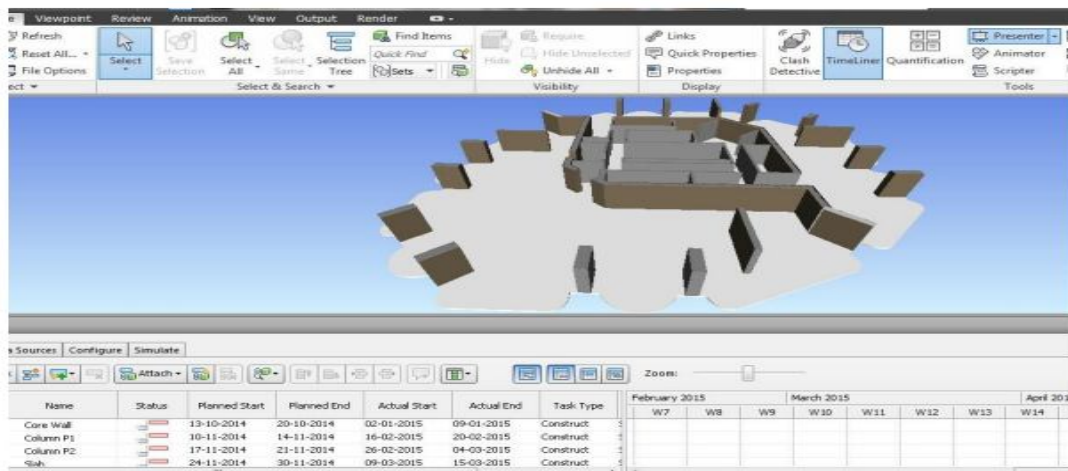 Viewpoint Review Animation View Output Render
Refresh
Reset All...
File Options
Select
Save Selection
Select All
Select Same
Selection Tree
Find Items
Quick Find
Sets
Select & Search
Hide
Require
Hide Unselected
Unhide All
Visibility
Links
Quick Properties
Properties
Display
Clash Detective
TimeLiner
Quantification
Presenter
Animator
Scripter
Tools
Sources Configure Simulate
Attach Zoom:
Name Status Planned Start Planned End Actual Start Actual End Task Type February 2015 March 2015 April 201
W7 W8 W9 W10 W11 W12 W13 W14
Core Wall 13-10-2014 20-10-2014 02-01-2015 09-01-2015 Construct
Column P1 10-11-2014 14-11-2014 16-02-2015 20-02-2015 Construct
Column P2 17-11-2014 21-11-2014 26-02-2015 04-03-2015 Construct
Slab 24-11-2014 30-11-2014 09-03-2015 15-03-2015 Construct